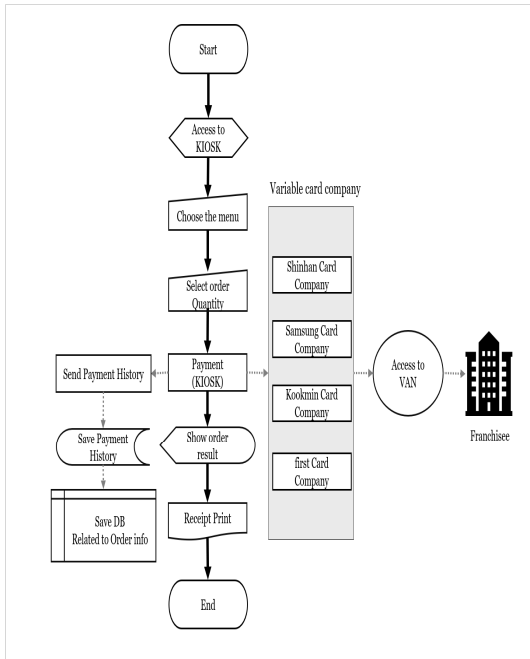 Start
Access to
KIOSK
Choose the menu
Select order
Quantity
Payment
(KIOSK)
Show order
result
Receipt Print
End
Send Payment History
Save Payment
History
Save DB
Related to Order info
Variable card company
Shinhan Card
Company
Samsung Card
Company
Kookmin Card
Company
first Card
Company
Access to
VAN
Franchisee